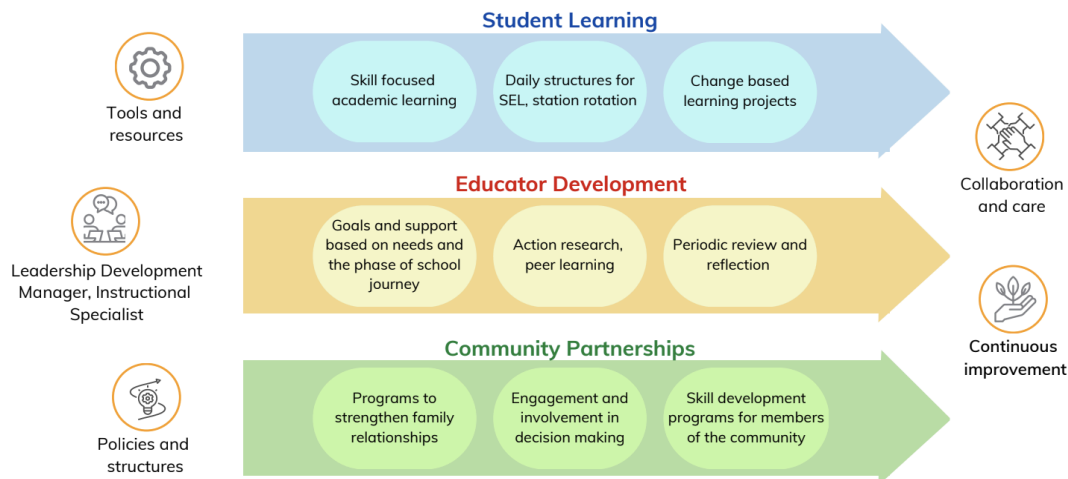 Student Learning
Tools and
resources
Skill focused
academic learning
Daily structures for
SEL, station rotation
Change based
learning projects
Collaboration
and care
Educator Development
Leadership Development
Manager, Instructional
Specialist
Goals and support
based on needs and
the phase of school
journey
Action research,
peer learning
Periodic review and
reflection
Continuous
improvement
Community Partnerships
Policies and
structures
Programs to
strengthen family
relationships
Engagement and
involvement in
decision making
Skill development
programs for members
of the community